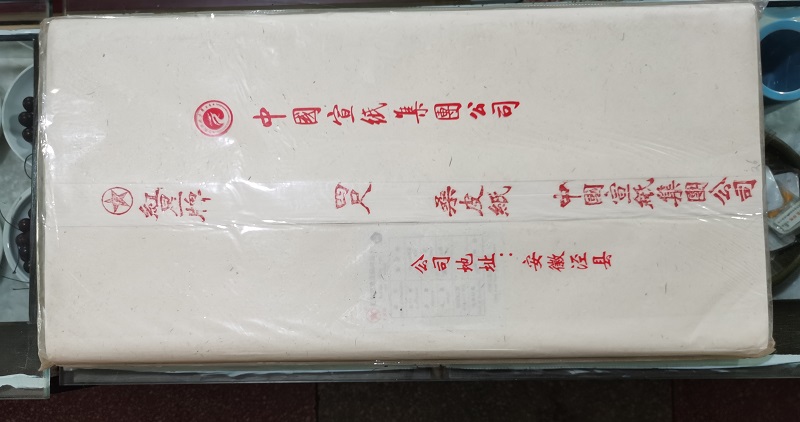 中國宣纸集團公司
紅星牌 四尺 桑皮紙 中國宣紙集團公司
公司地址：安徽泾县